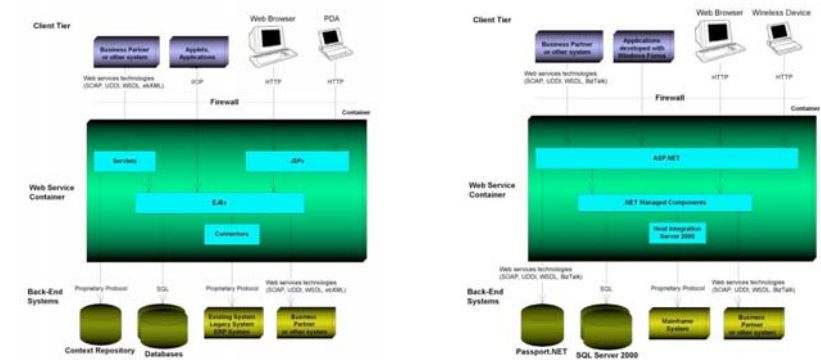 Client Tier
Web Browser
PDA
Business Partner
or other system
Applets,
Applications
Web services technologies
(SOAP, UDDI, WSDL, ebXML)
IIOP
HTTP
HTTP
Firewall
Container
Servlets
JSPs
Web Service
Container
EJBs
Connectors
Back-End
Systems
Proprietary Protocol
SQL
Proprietary Protocol
Web services technologies
(SOAP, UDDI, WSDL, ebXML)
Context Repository
Databases
Existing System
Legacy System
ERP System
Business
Partner
or other system
Client Tier
Web Browser
Wireless Device
Business Partner
or other system
Applications
developed with
Windows Forms
Web services technologies
(SOAP, UDDI, WSDL, BizTalk)
HTTP
HTTP
Firewall
Container
ASP.NET
Web Service
Container
.NET Managed Components
Host Integration
Server 2000
Web services technologies
(SOAP, UDDI, WSDL, BizTalk)
Back-End
Systems
SQL
Proprietary Protocol
Web services technologies
(SOAP, UDDI, WSDL, BizTalk)
Passport.NET
SQL Server 2000
Mainframe
System
Business
Partner
or other system